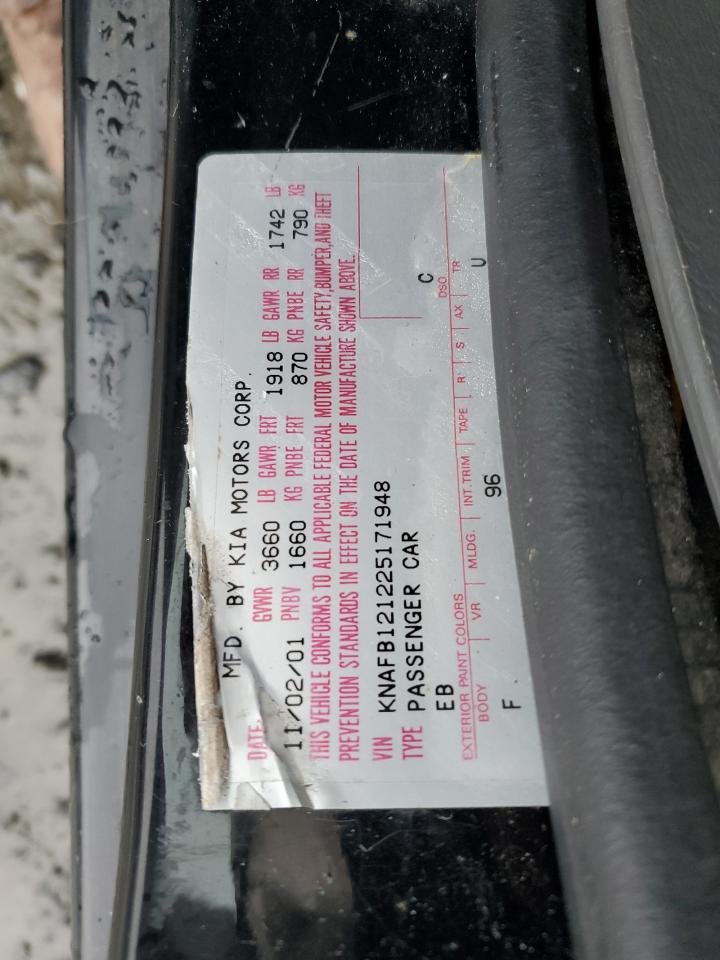 MFD. BY KIA MOTORS CORP.
DATE. GVWR 3660 LB GAWR FRT 1918 LB GAWR RR 1742 LB
11/02/01 PNBV 1660 KG PNBE FRT 870 KG PNBE RR 790 KG
THIS VEHICLE CONFORMS TO ALL APPLICABLE FEDERAL MOTOR VEHICLE SAFETY,BUMPER,AND THEFT
PREVENTION STANDARDS IN EFFECT ON THE DATE OF MANUFACTURE SHOWN ABOVE.
VIN KNAFB121225171948
TYPE PASSENGER CAR
EB C
EXTERIOR PAINT COLORS DSO
BODY VR MLDG. INT.TRIM TAPE R S AX TR
F 96 U